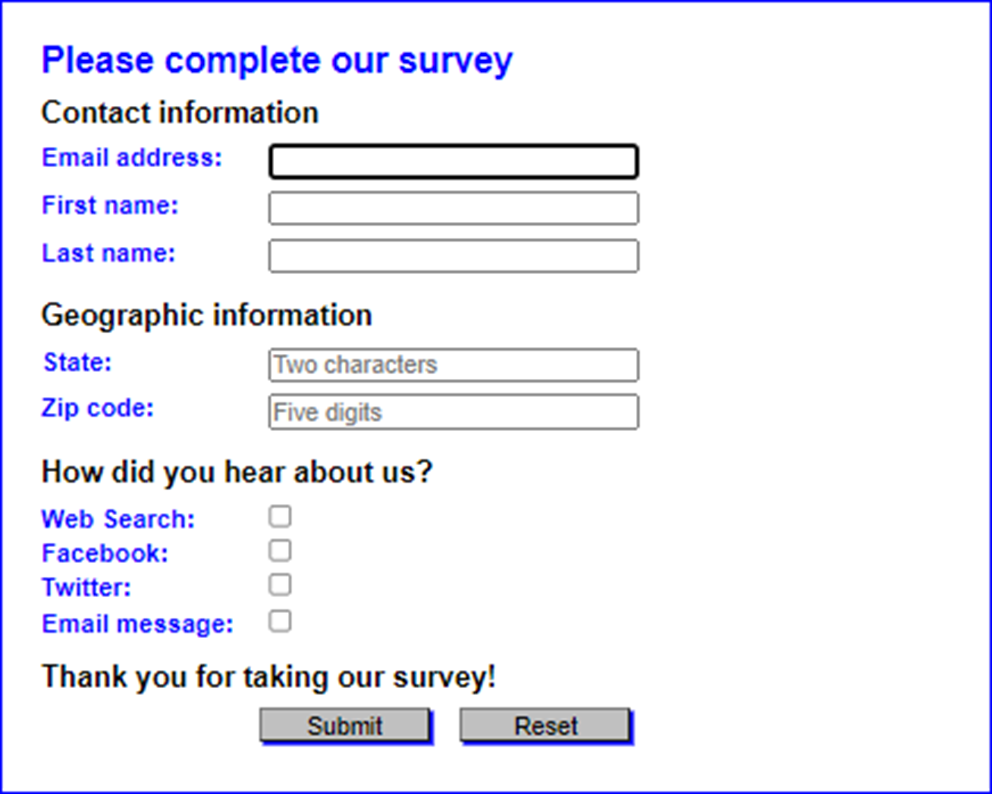 Please complete our survey
Contact information
Email address:
First name:
Last name:
Geographic information
State: Two characters
Zip code: Five digits
How did you hear about us?
Web Search:
Facebook:
Twitter:
Email message:
Thank you for taking our survey!
Submit Reset